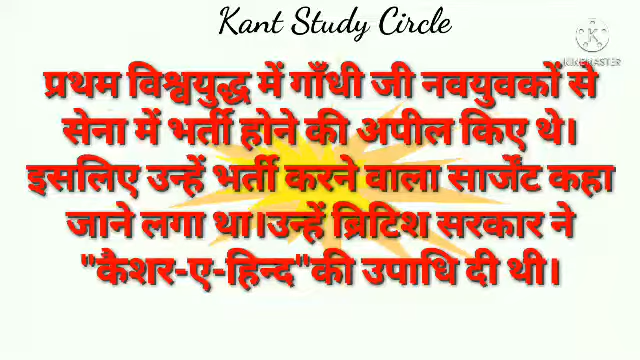 Kant Study Circle
KINEMASTER
प्रथम विश्वयुद्ध में गाँधी जी नवयुवकों से
सेना में भर्ती होने की अपील किए थे।
इसलिए उन्हें भर्ती करने वाला सार्जेंट कहा
जाने लगा था।उन्हें ब्रिटिश सरकार ने
"कैशर-ए-हिन्द"की उपाधि दी थी।